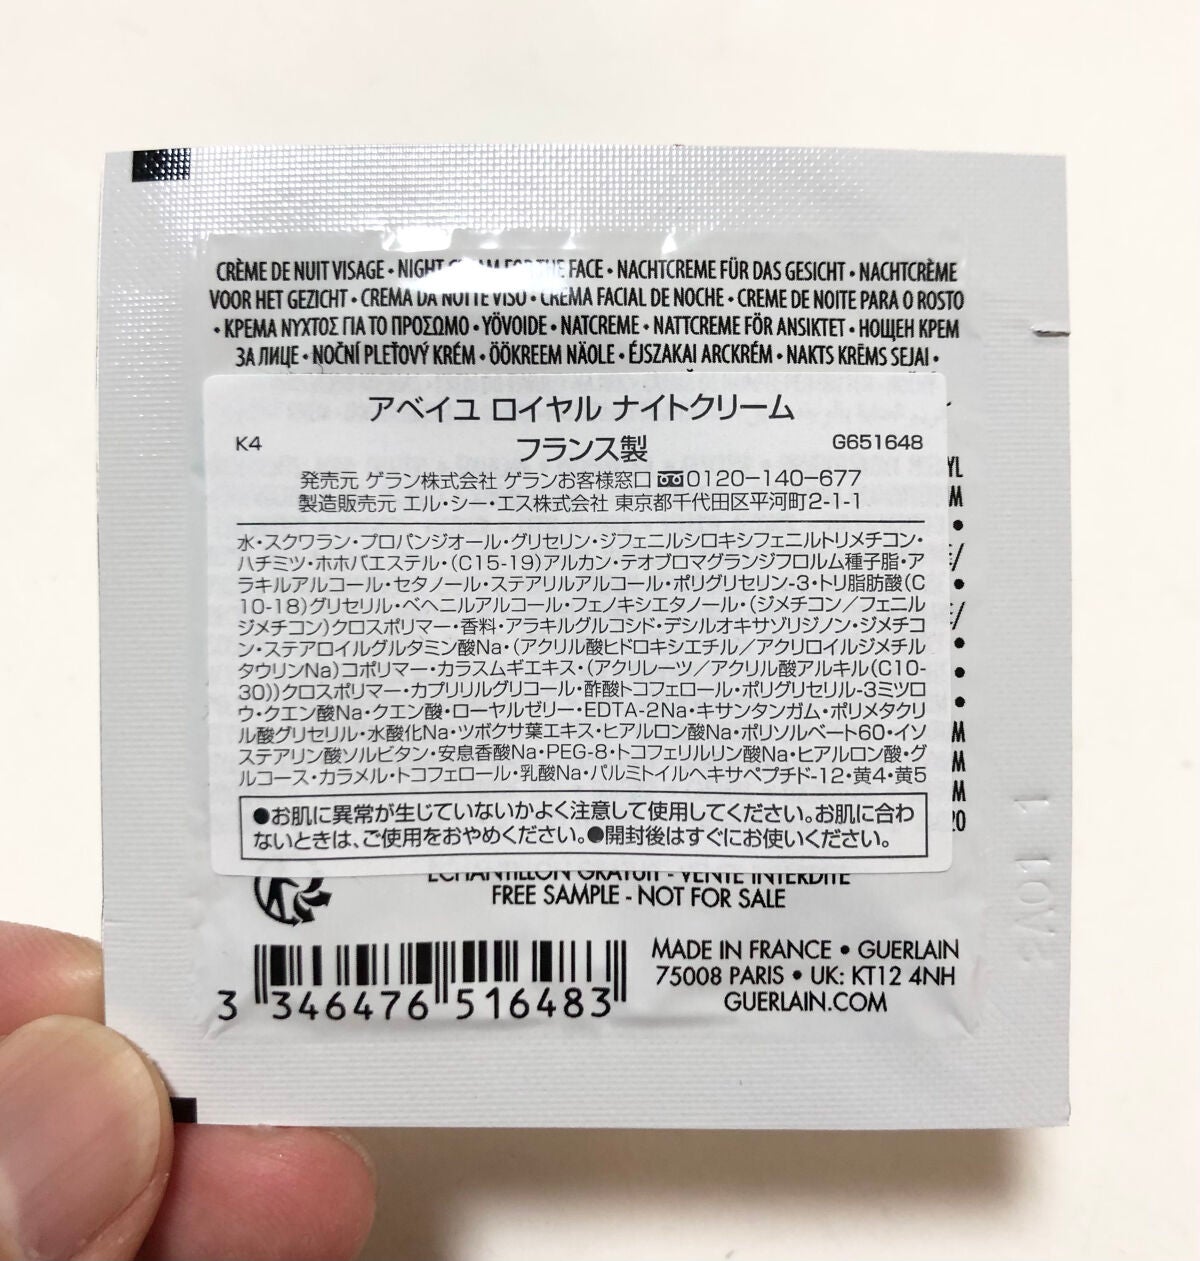 CRÈME DE NUIT VISAGE • NIGHT CREAM FOR THE FACE • NACHTCREME FÜR DAS GESICHT • NACHTCRÈME
VOOR HET GEZICHT • CREMA DA NOTTE VISO • CREMA FACIAL DE NOCHE • CREME DE NOITE PARA O ROSTO
• ΚΡΕΜΑ ΝΥΧΤΟΣ ΓΙΑ ΤΟ ΠΡΟΣΩΜΟ • YÖVOIDE • NATCREME • NATTCREME FÖR ANSIKTET • НОЩЕН КРЕМ
ЗА ЛИЦЕ • NOČNÍ PLEŤOVÝ KRÉM • ÖÖKREEM NÄOLE • ÉJSZAKAI ARCKRÉM • NAKTS KRĒMS SEJAI •
アベイユ ロイヤル ナイトクリーム
K4 フランス製 G651648
発売元 ゲラン株式会社 ゲランお客様窓口 0120-140-677
製造販売元 エル・シー・エス株式会社 東京都千代田区平河町2-1-1
水・スクワラン・プロパンジオール・グリセリン・ジフェニルシロキシフェニルトリメチコン・
ハチミツ・ホホバエステル・(C15-19)アルカン・テオブロマグランジフロルム種子脂・ア
ラキルアルコール・セタノール・ステアリルアルコール・ポリグリセリン-3・トリ脂肪酸(C
10-18)グリセリル・ベヘニルアルコール・フェノキシエタノール・(ジメチコン/フェニル
ジメチコン)クロスポリマー・香料・アラキルグルコシド・デシルオキサゾリジノン・ジメチコ
ン・ステアロイルグルタミン酸Na・(アクリル酸ヒドロキシエチル/アクリロイルジメチル
タウリンNa)コポリマー・カラスムギエキス・(アクリレーツ/アクリル酸アルキル(C10-
30))クロスポリマー・カプリリルグリコール・酢酸トコフェロール・ポリグリセリル-3ミツロ
ウ・クエン酸Na・クエン酸・ローヤルゼリー・EDTA-2Na・キサンタンガム・ポリメタクリ
ル酸グリセリル・水酸化Na・ツボクサ葉エキス・ヒアルロン酸Na・ポリソルベート60・イソ
ステアリン酸ソルビタン・安息香酸Na・PEG-8・トコフェリルリン酸Na・ヒアルロン酸・グ
ルコース・カラメル・トコフェロール・乳酸Na・パルミトイルヘキサペプチド-12・黄4・黄5
●お肌に異常が生じていないかよく注意して使用してください。お肌に合わ
ないときは、ご使用をおやめください。●開封後はすぐにお使いください。
ÉCHANTILLON GRATUIT - VENTE INTERDITE
FREE SAMPLE - NOT FOR SALE
MADE IN FRANCE • GUERLAIN
75008 PARIS • UK: KT12 4NH
GUERLAIN.COM
3 346476 516483